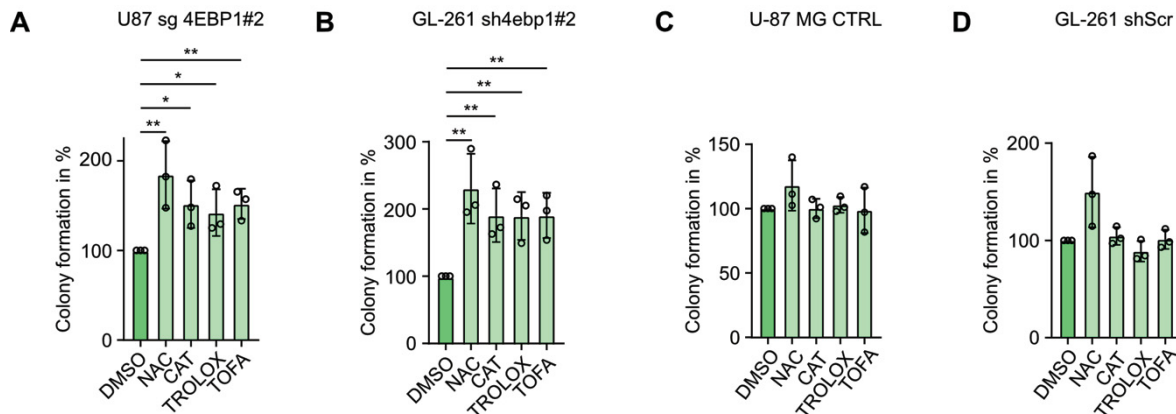 A
U87 sg 4EBP1#2
**
*
*
**
Colony formation in %
200
100
0
DMSO
NAC
CAT
TROLOX
TOFA
B
GL-261 sh4ebp1#2
**
**
**
**
Colony formation in %
300
200
100
0
DMSO
NAC
CAT
TROLOX
TOFA
C
U-87 MG CTRL
Colony formation in %
150
100
50
0
DMSO
NAC
CAT
TROLOX
TOFA
D
GL-261 shScr
Colony formation in %
200
100
0
DMSO
NAC
CAT
TROLOX
TOFA